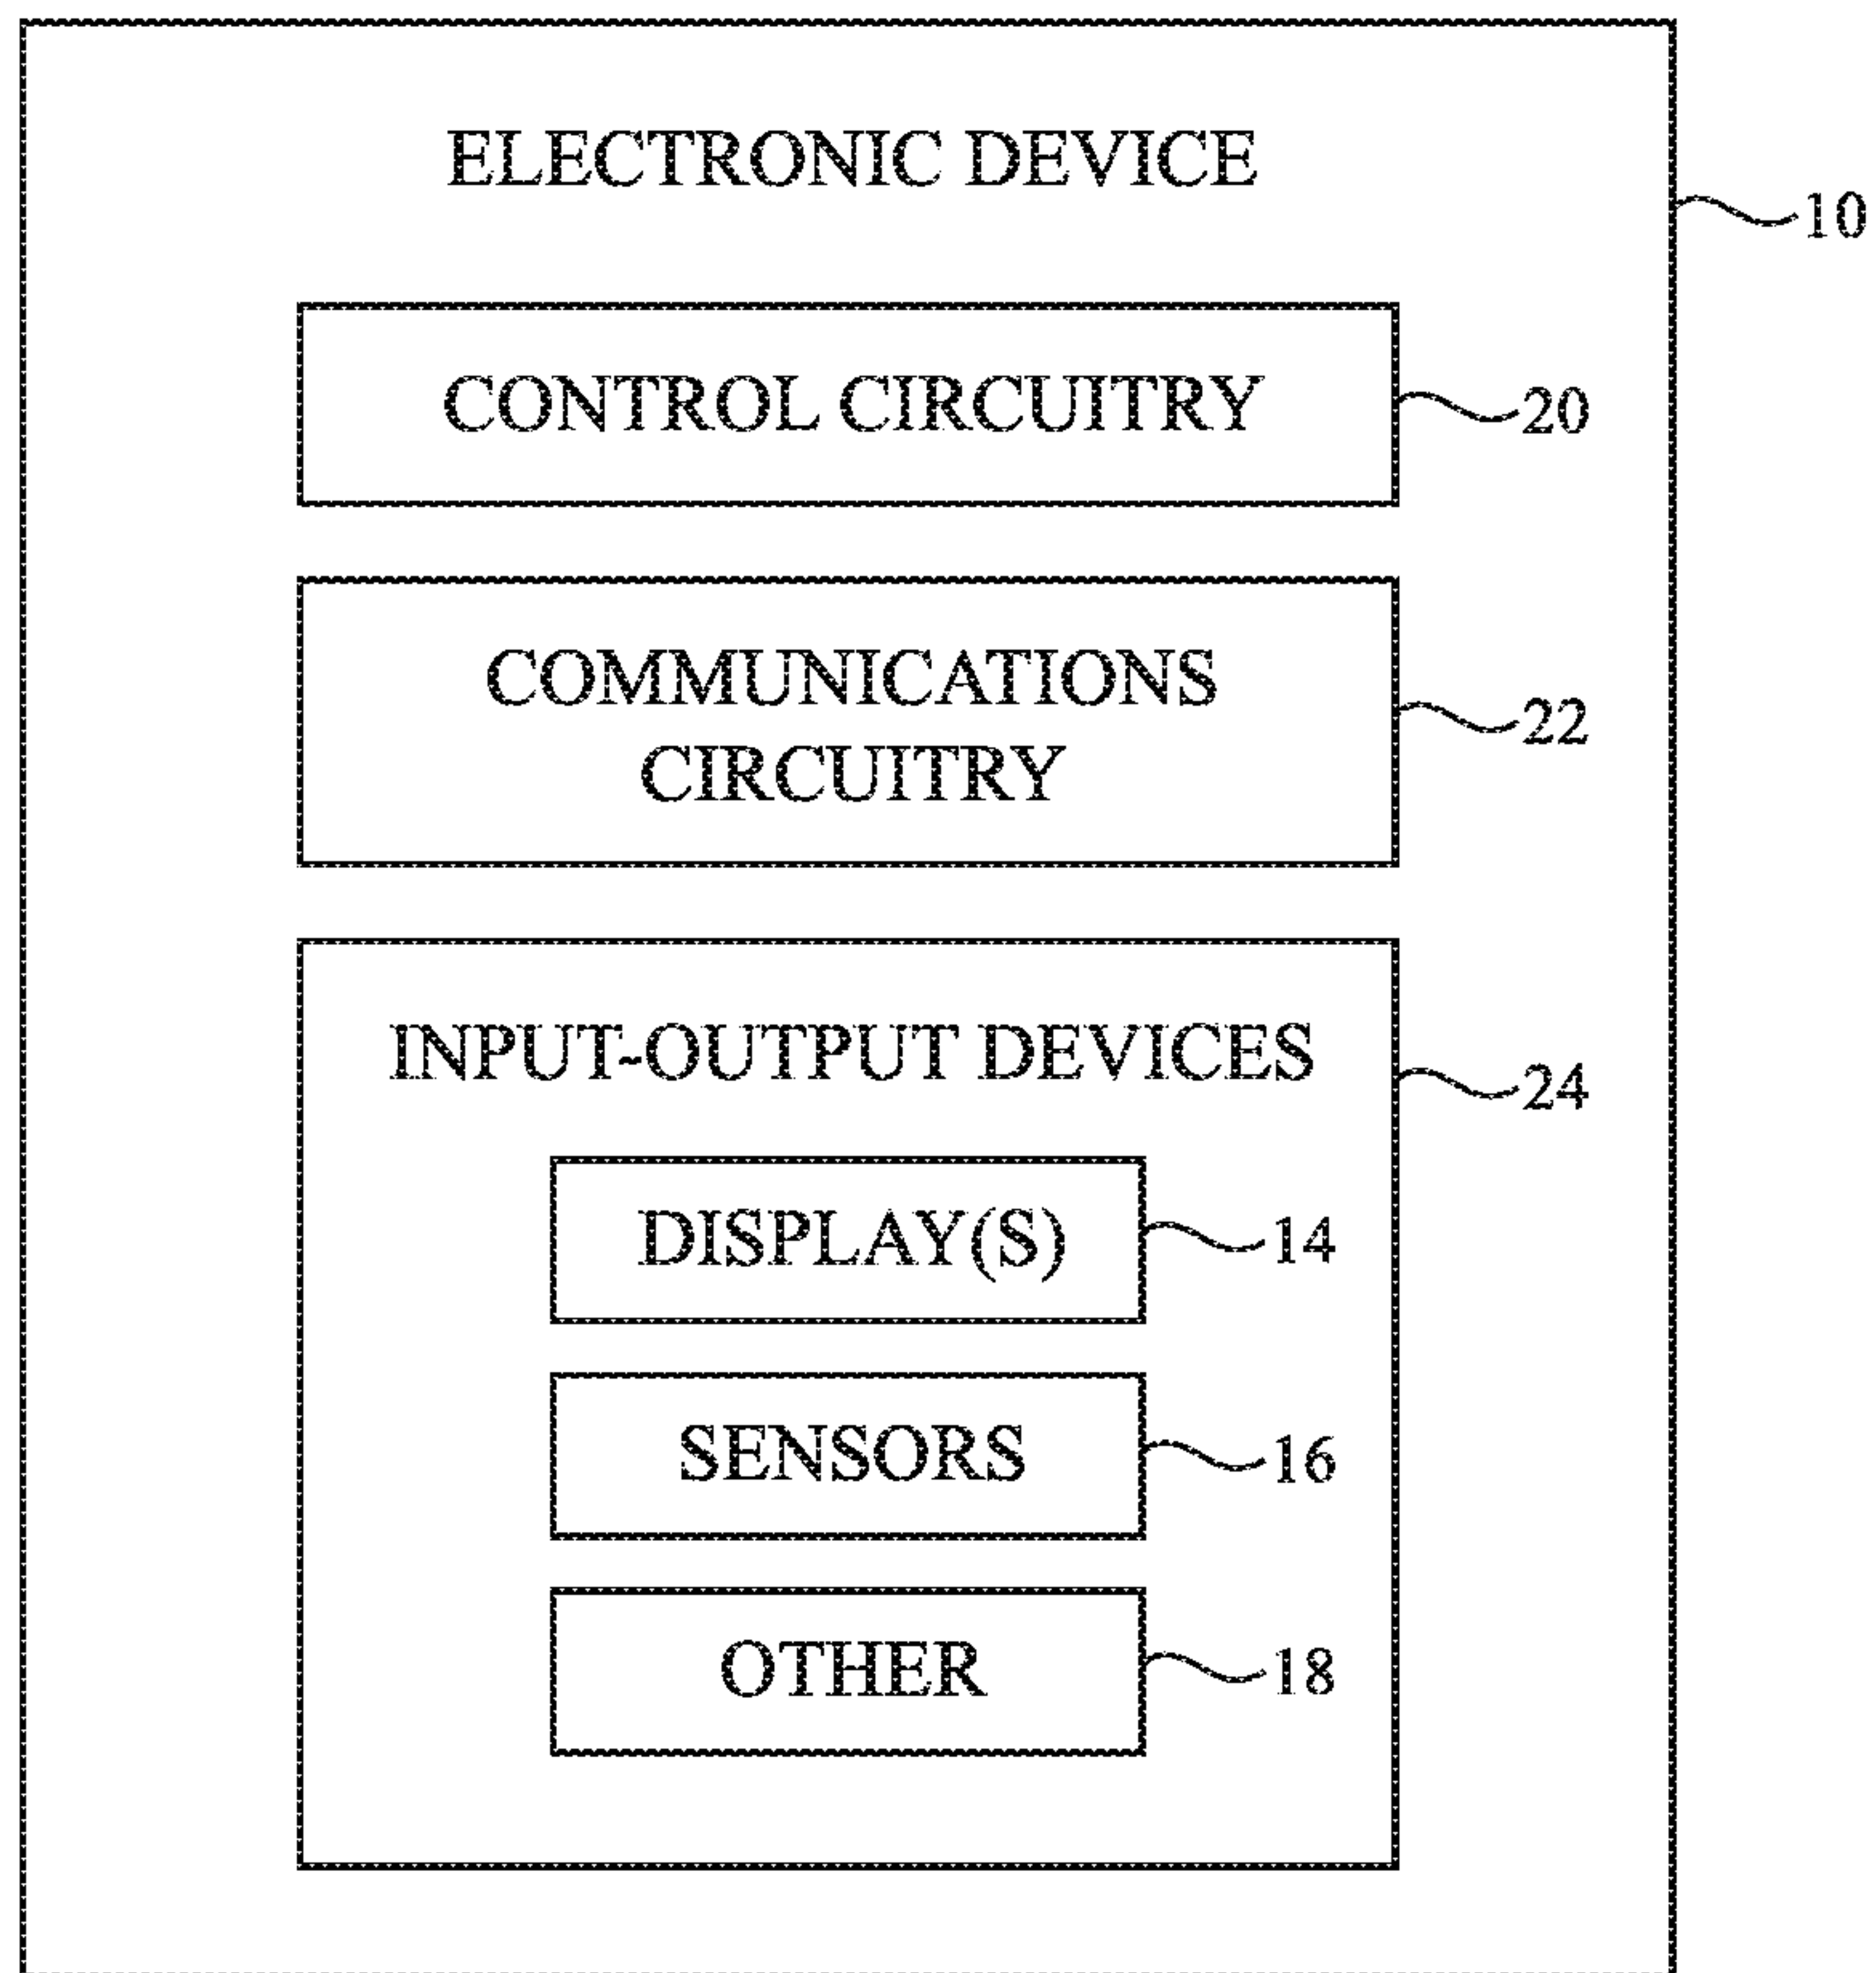 ELECTRONIC DEVICE
10
CONTROL CIRCUITRY
20
COMMUNICATIONS
CIRCUITRY
22
INPUT-OUTPUT DEVICES
24
DISPLAY(S)
14
SENSORS
16
OTHER
18